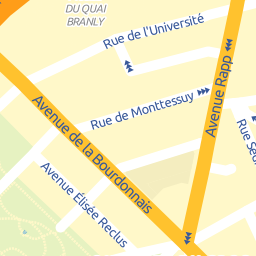 DU QUAI
BRANLY
Rue de l'Université
Avenue Rapp
Rue de Monttessuy
Avenue de la Bourdonnais
Avenue Élisée Reclus